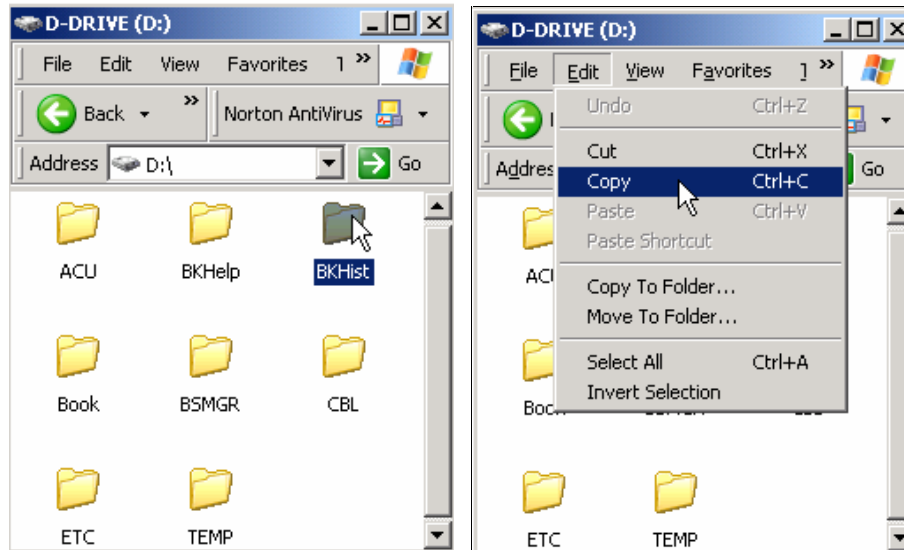 D-DRIVE (D:)
File Edit View Favorites
Back Norton AntiVirus
Address D:\ Go
ACU BKHelp BKHist
Book BSMGR CBL
ETC TEMP
D-DRIVE (D:)
File Edit View Favorites
Undo Ctrl+Z
Cut Ctrl+X
Addres Go
Copy Ctrl+C
Paste Ctrl+V
Paste Shortcut
Copy To Folder...
Move To Folder...
Select All Ctrl+A
Invert Selection
ETC TEMP